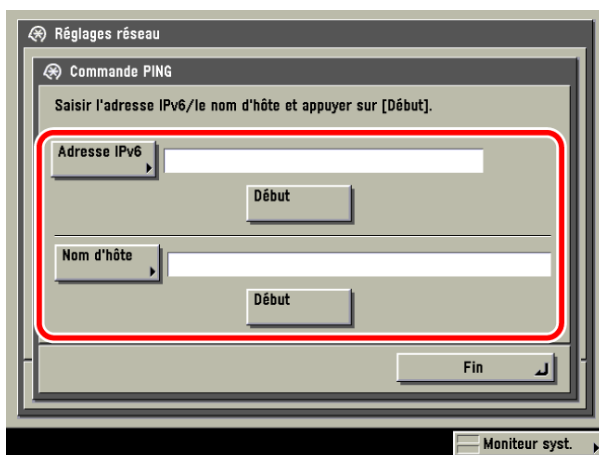 Réglages réseau
Commande PING
Saisir l'adresse IPv6/le nom d'hôte et appuyer sur [Début].
Adresse IPv6
Début
Nom d'hôte
Début
Fin
Moniteur syst.